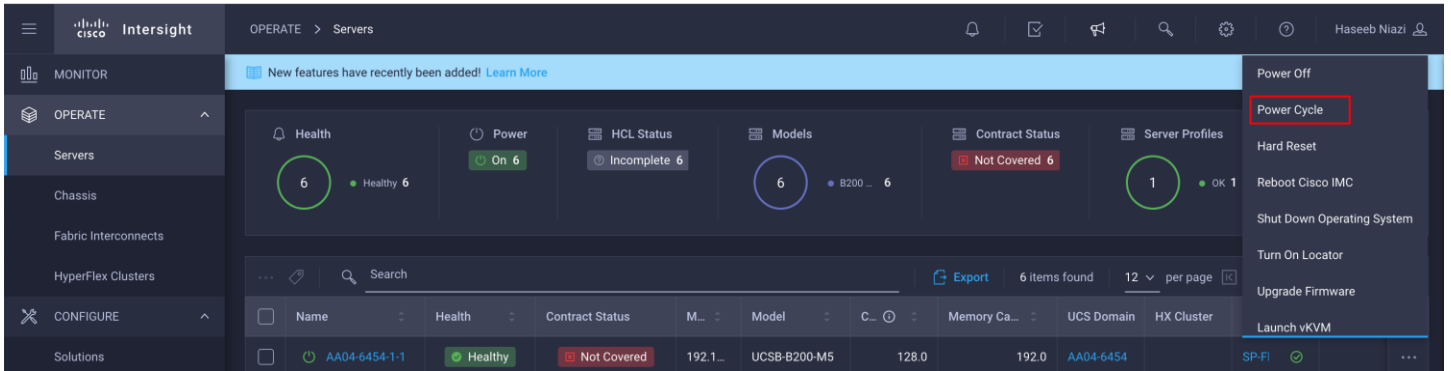 cisco Intersight
OPERATE > Servers
Haseeb Niazi
MONITOR
OPERATE
Servers
Chassis
Fabric Interconnects
HyperFlex Clusters
CONFIGURE
Solutions
New features have recently been added! Learn More
Health
6
Healthy 6
Power
On 6
HCL Status
Incomplete 6
Models
6
B200 ... 6
Contract Status
Not Covered 6
Server Profiles
1
OK 1
Power Off
Power Cycle
Hard Reset
Reboot Cisco IMC
Shut Down Operating System
Turn On Locator
Upgrade Firmware
Launch vKVM
... Search
Export 6 items found 12 per page
Name Health Contract Status M... Model C... Memory Ca... UCS Domain HX Cluster
AA04-6454-1-1 Healthy Not Covered 192.1... UCSB-B200-M5 128.0 192.0 AA04-6454 ...